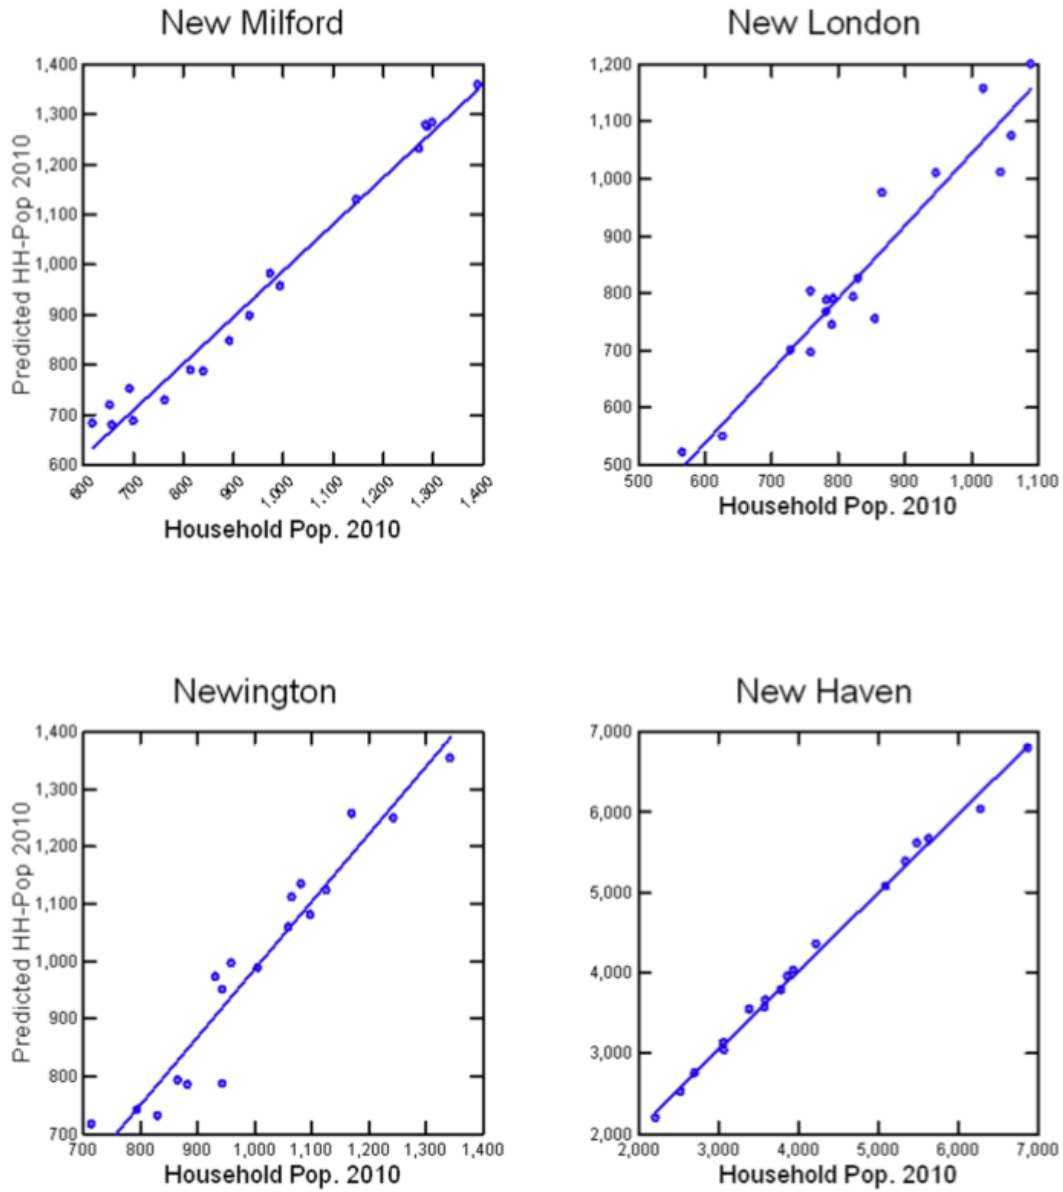 New Milford
New London
1,400
1,300
1,200
1,100
1,000
900
800
700
600
Predicted HH-Pop 2010
600 700 800 900 1,000 1,100 1,200 1,300 1,400
Household Pop. 2010
1,200
1,100
1,000
900
800
700
600
500
500 600 700 800 900 1,000 1,100
Household Pop. 2010
Newington
New Haven
1,400
1,300
1,200
1,100
1,000
900
800
700
Predicted HH-Pop 2010
700 800 900 1,000 1,100 1,200 1,300 1,400
Household Pop. 2010
7,000
6,000
5,000
4,000
3,000
2,000
2,000 3,000 4,000 5,000 6,000 7,000
Household Pop. 2010